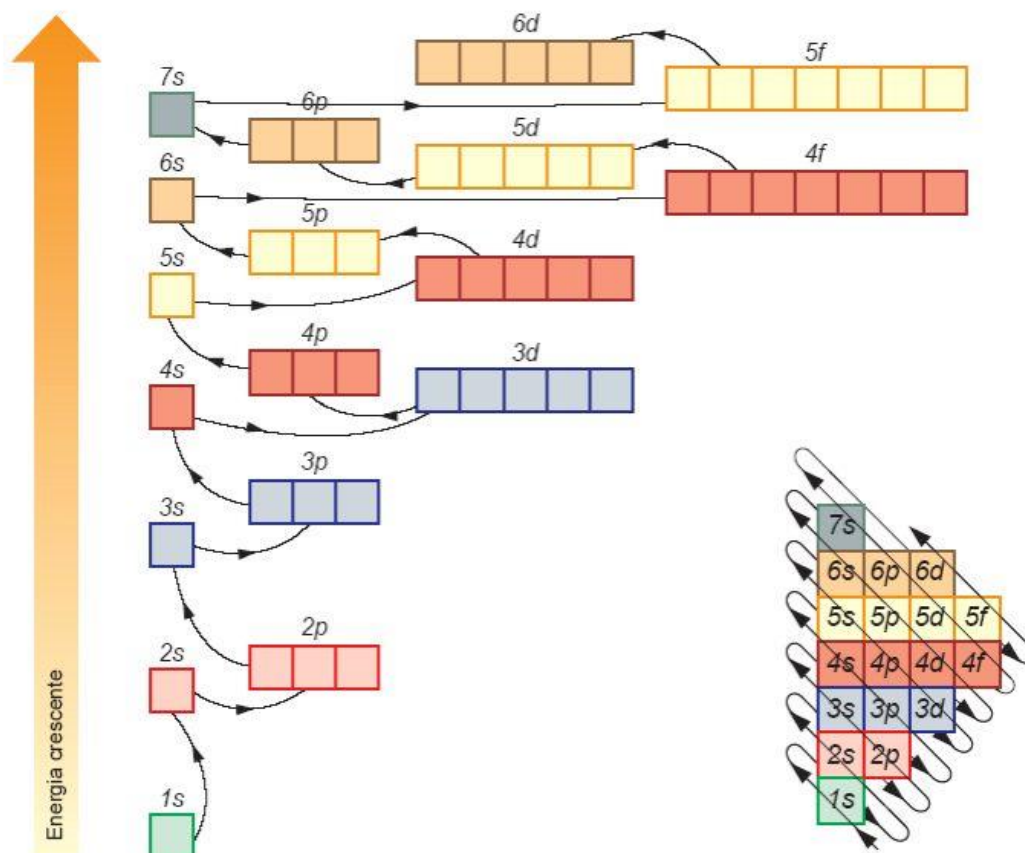 6d
5f
7s
6p
5d
4f
6s
5p
4d
5s
4p
3d
4s
3p
3s
2p
2s
1s
Energia crescente
7s
6s 6p 6d
5s 5p 5d 5f
4s 4p 4d 4f
3s 3p 3d
2s 2p
1s